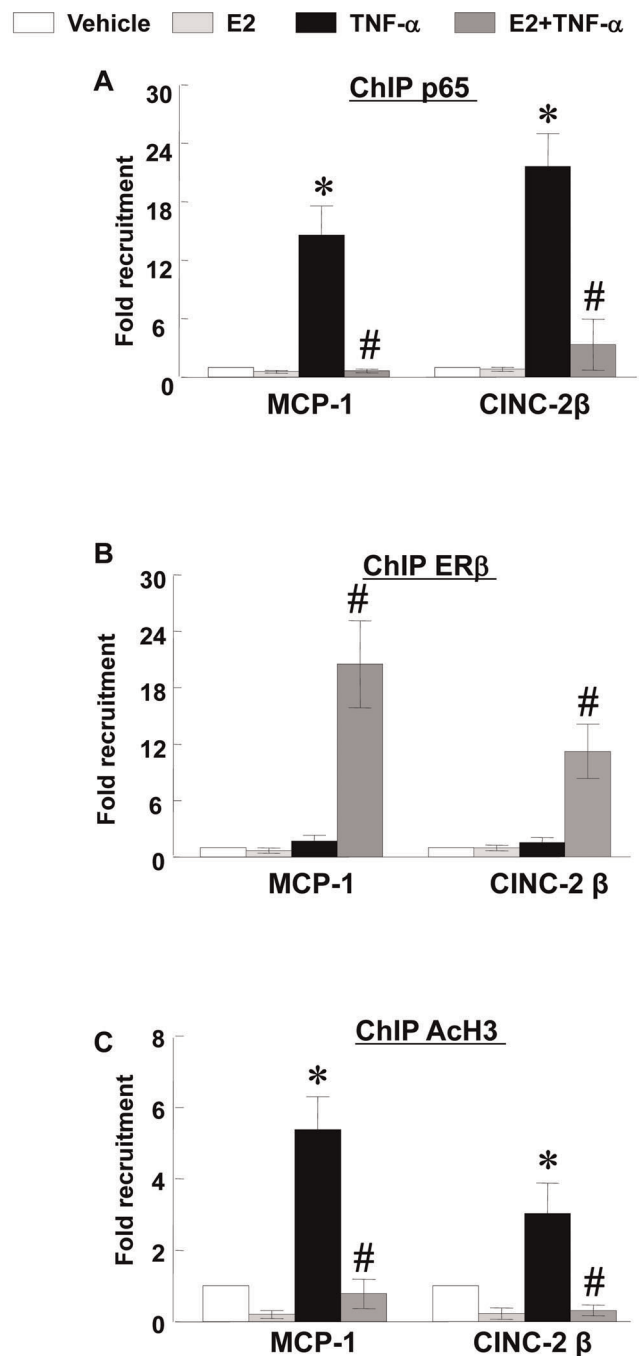 Vehicle E2 TNF-α E2+TNF-α
A
ChIP p65
30
24
18
12
6
0
Fold recruitment
*
#
*
#
MCP-1 CINC-2β
B
ChIP ERβ
30
24
18
12
6
0
Fold recruitment
#
#
MCP-1 CINC-2 β
C
ChIP AcH3
8
6
4
2
0
Fold recruitment
*
#
*
#
MCP-1 CINC-2 β